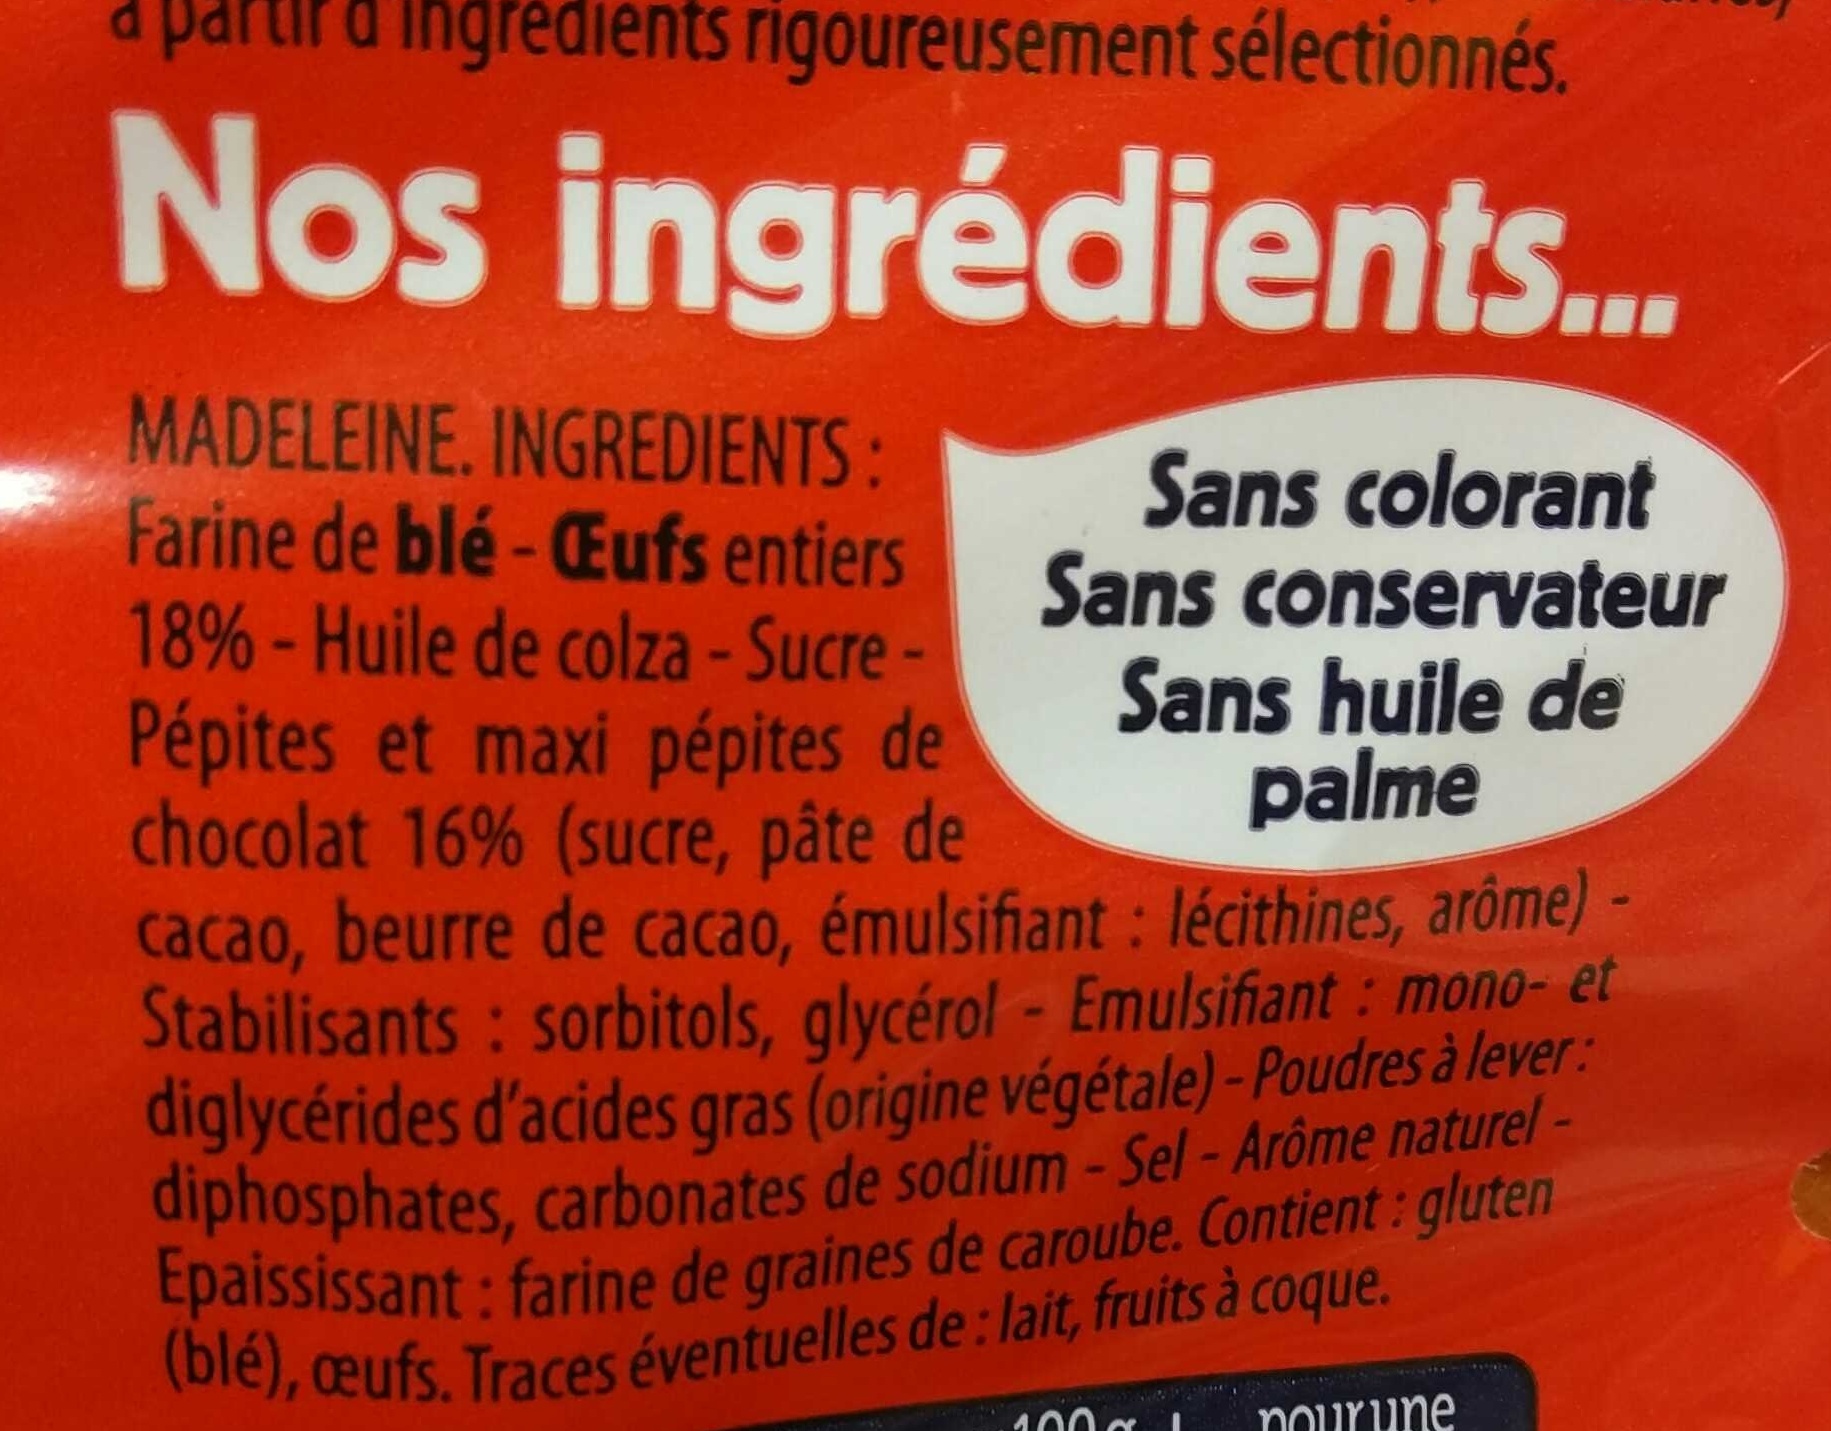 à partir d'ingrédients rigoureusement sélectionnés.
Nos ingrédients...
MADELEINE. INGREDIENTS :
Farine de blé - Œufs entiers
18% - Huile de colza - Sucre -
Pépites et maxi pépites de
chocolat 16% (sucre, pâte de
cacao, beurre de cacao, émulsifiant : lécithines, arôme) -
Stabilisants : sorbitols, glycérol - Emulsifiant : mono- et
diglycérides d'acides gras (origine végétale) - Poudres à lever :
diphosphates, carbonates de sodium - Sel - Arôme naturel -
Epaississant : farine de graines de caroube. Contient : gluten
(blé), œufs. Traces éventuelles de : lait, fruits à coque.
Sans colorant
Sans conservateur
Sans huile de
palme
100 g pour une